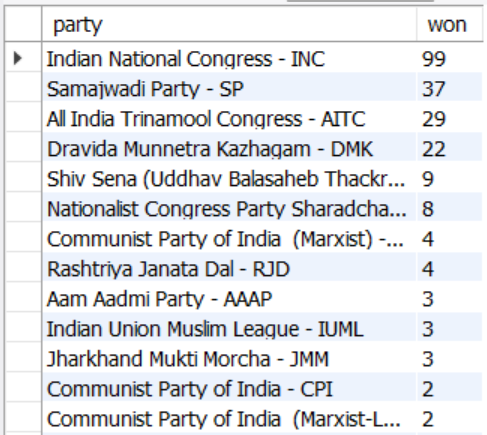 party won
Indian National Congress - INC 99
Samajwadi Party - SP 37
All India Trinamool Congress - AITC 29
Dravida Munnetra Kazhagam - DMK 22
Shiv Sena (Uddhav Balasaheb Thackr... 9
Nationalist Congress Party Sharadcha... 8
Communist Party of India  (Marxist) -... 4
Rashtriya Janata Dal - RJD 4
Aam Aadmi Party - AAAP 3
Indian Union Muslim League - IUML 3
Jharkhand Mukti Morcha - JMM 3
Communist Party of India - CPI 2
Communist Party of India  (Marxist-L... 2